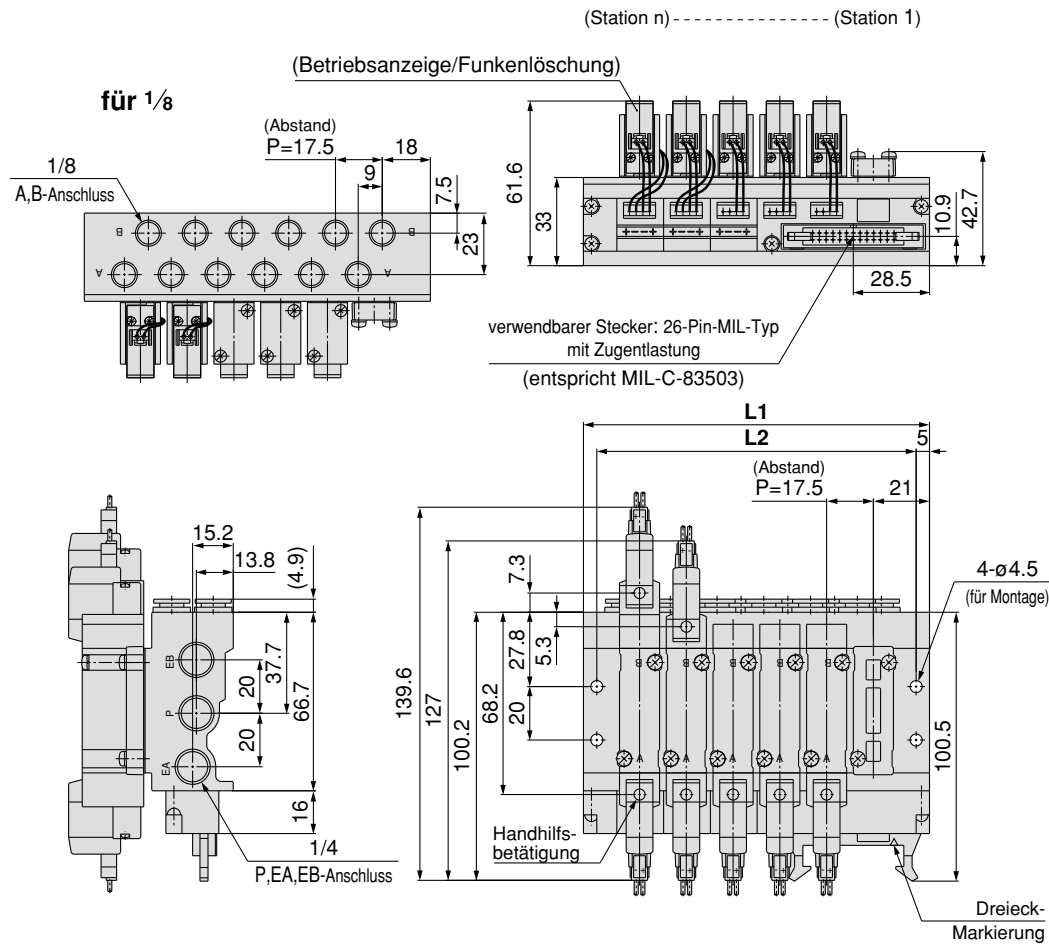 (Station n) (Station 1)
(Betriebsanzeige/Funkenlöschung)
für 1/8
(Abstand)
P=17.5
18
9
7.5
23
1/8
A,B-Anschluss
B
B
A
A
61.6
33
10.9
42.7
28.5
verwendbarer Stecker: 26-Pin-MIL-Typ
mit Zugentlastung
(entspricht MIL-C-83503)
L1
L2
5
(Abstand)
P=17.5
21
15.2
13.8
(4.9)
37.7
66.7
20
20
16
EB
P
EA
1/4
P,EA,EB-Anschluss
139.6
127
100.2
68.2
27.8
20
7.3
5.3
4-ø4.5
(für Montage)
100.5
B B B B B
A A A A A
Handhilfs-
betätigung
Dreieck-
Markierung